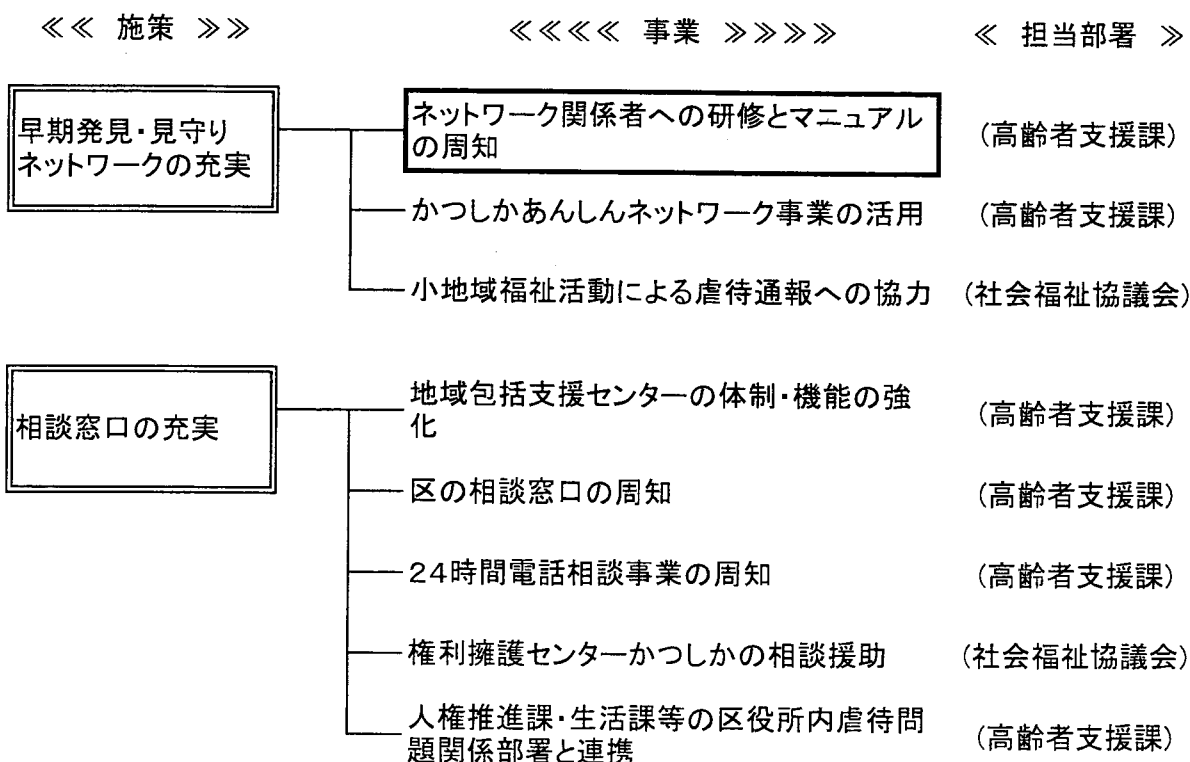 ≪≪ 施策 ≫≫
≪≪≪≪ 事業 ≫≫≫≫
≪ 担当部署 ≫
早期発見・見守り
ネットワークの充実
ネットワーク関係者への研修とマニュアル
の周知
(高齢者支援課)
かつしかあんしんネットワーク事業の活用
(高齢者支援課)
小地域福祉活動による虐待通報への協力
(社会福祉協議会)
相談窓口の充実
地域包括支援センターの体制・機能の強
化
(高齢者支援課)
区の相談窓口の周知
(高齢者支援課)
24時間電話相談事業の周知
(高齢者支援課)
権利擁護センターかつしかの相談援助
(社会福祉協議会)
人権推進課・生活課等の区役所内虐待問
題関係部署と連携
(高齢者支援課)